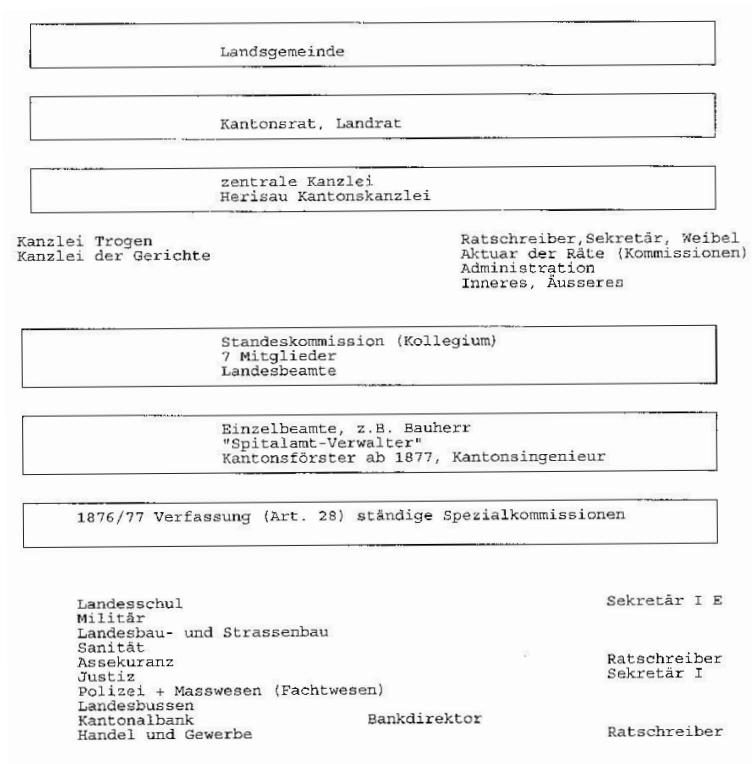 Landsgemeinde
Kantonsrat, Landrat
zentrale Kanzlei
Herisau Kantonskanzlei
Kanzlei Trogen
Kanzlei der Gerichte
Ratschreiber,Sekretär, Weibel
Aktuar der Räte (Kommissionen)
Administration
Inneres, Äusseres
Standeskommission (Kollegium)
7 Mitglieder
Landesbeamte
Einzelbeamte, z.B. Bauherr
"Spitalamt-Verwalter"
Kantonsförster ab 1877, Kantonsingenieur
1876/77 Verfassung (Art. 28) ständige Spezialkommissionen
Landesschul Sekretär I E
Militär
Landesbau- und Strassenbau
Sanität
Assekuranz Ratschreiber
Justiz Sekretär I
Polizei + Masswesen (Fachtwesen)
Landesbussen
Kantonalbank Bankdirektor
Handel und Gewerbe Ratschreiber